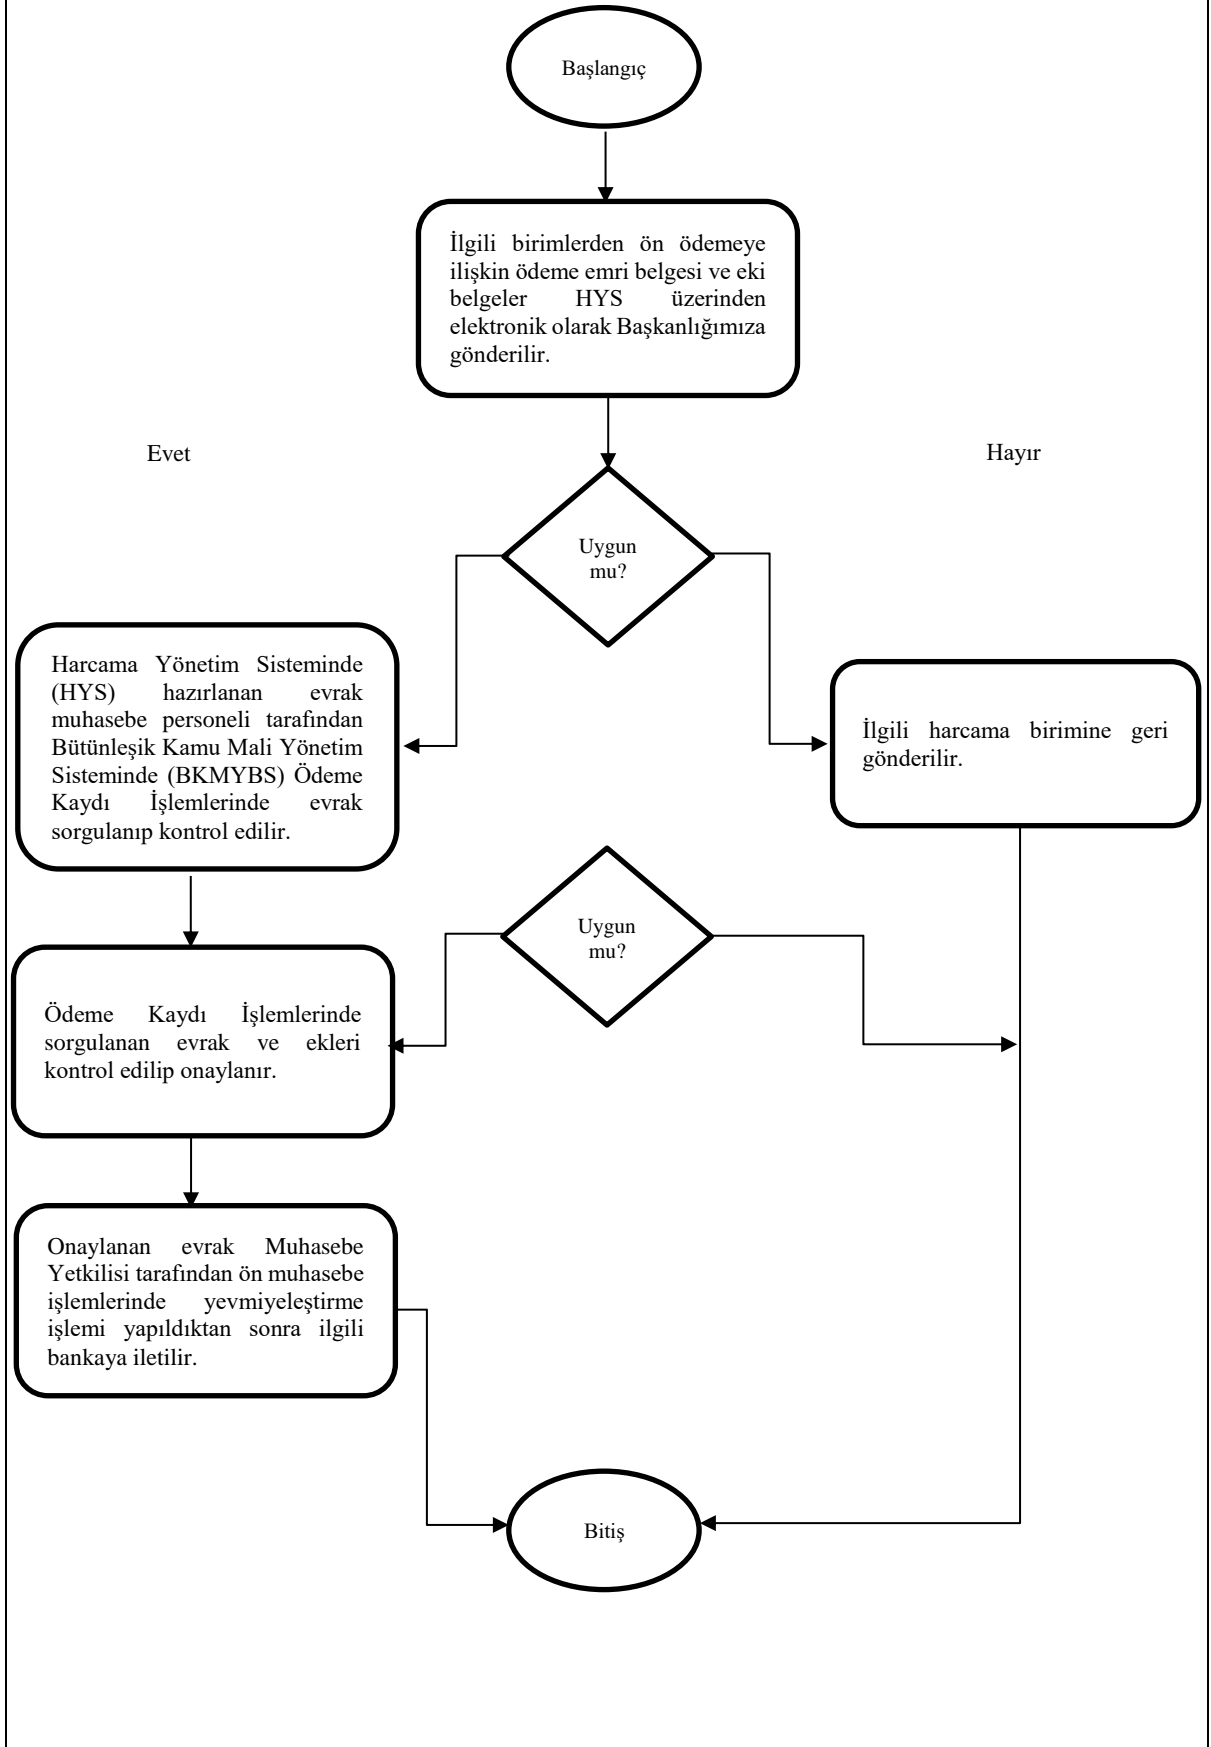 Başlangıç
İlgili birimlerden ön ödemeye
ilişkin ödeme emri belgesi ve eki
belgeler HYS üzerinden
elektronik olarak Başkanlığımıza
gönderilir.
Evet
Hayır
Uygun
mu?
Harcama Yönetim Sisteminde
(HYS) hazırlanan evrak
muhasebe personeli tarafından
Bütünleşik Kamu Mali Yönetim
Sisteminde (BKMYBS) Ödeme
Kaydı İşlemlerinde evrak
sorgulanıp kontrol edilir.
İlgili harcama birimine geri
gönderilir.
Uygun
mu?
Ödeme Kaydı İşlemlerinde
sorgulanan evrak ve ekleri
kontrol edilip onaylanır.
Onaylanan evrak Muhasebe
Yetkilisi tarafından ön muhasebe
işlemlerinde yevmiyeleştirme
işlemi yapıldıktan sonra ilgili
bankaya iletilir.
Bitiş